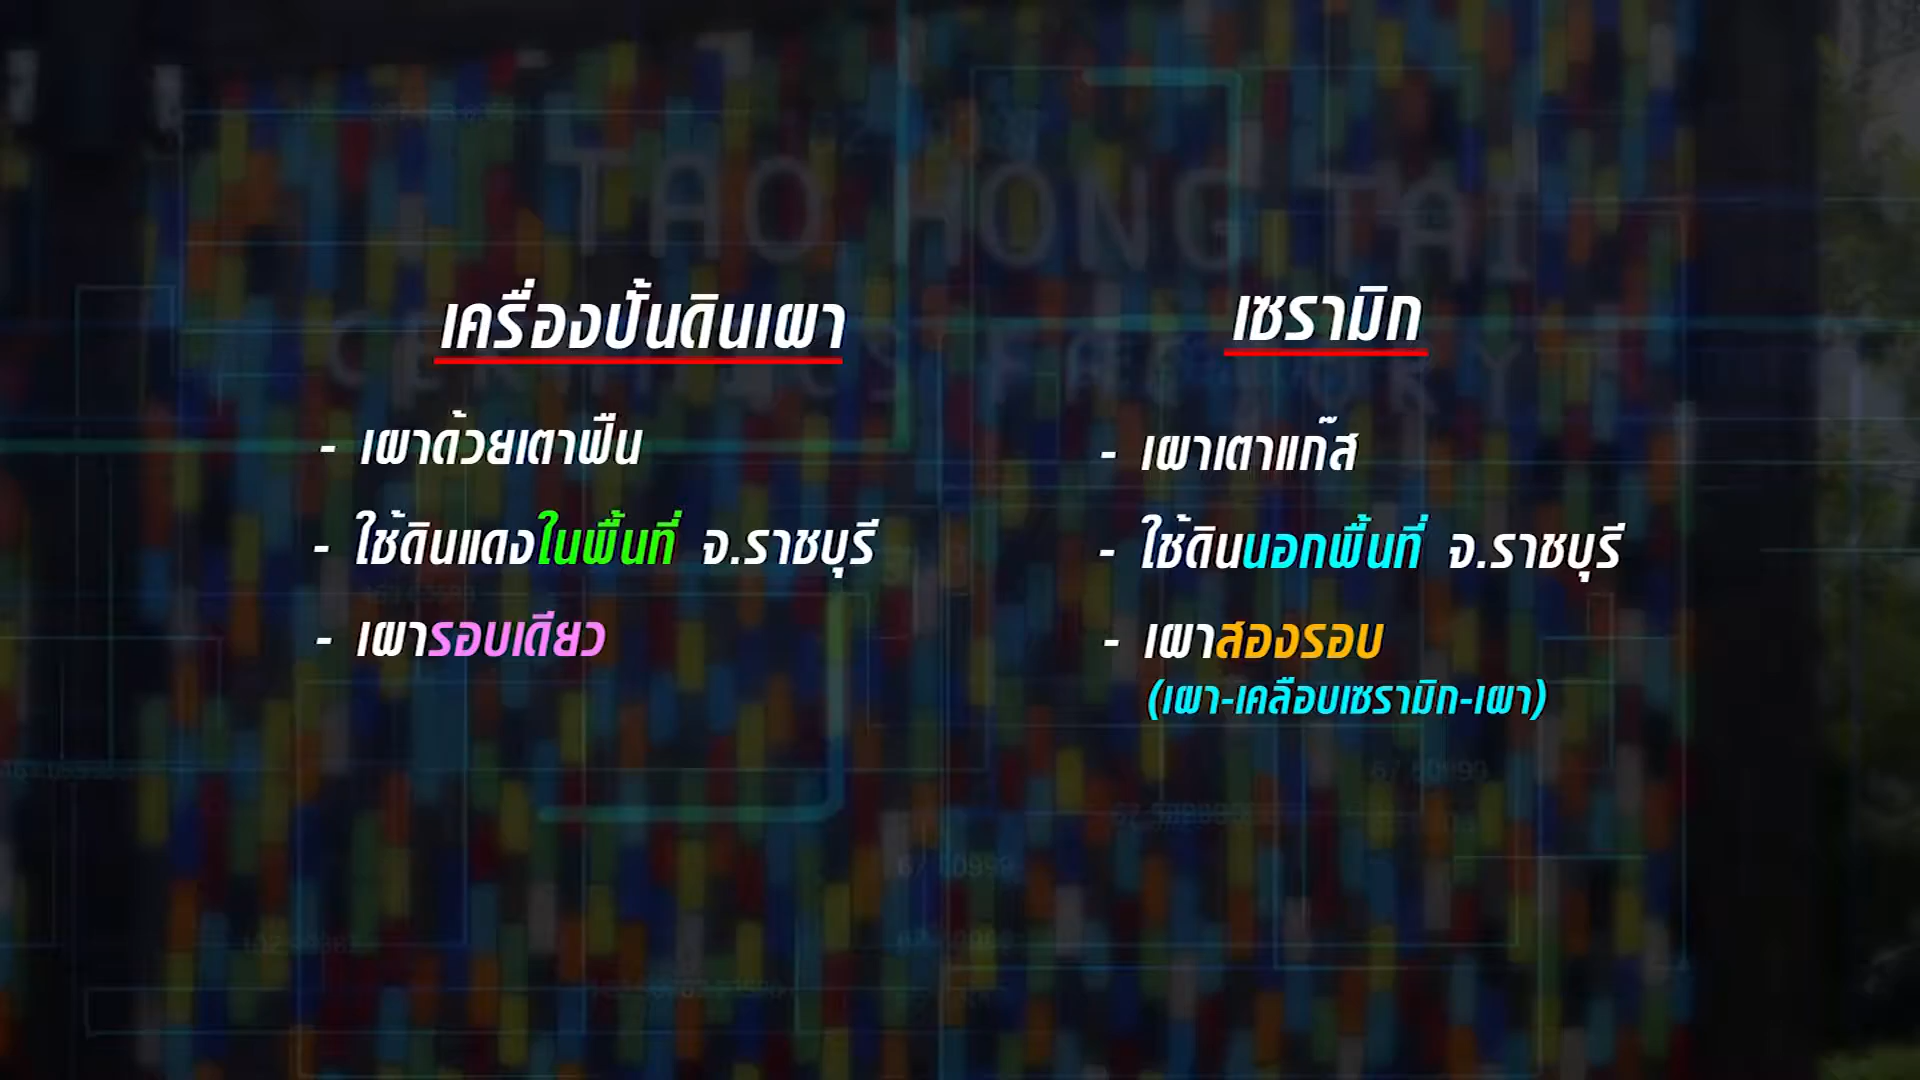 TAO HONG TAI
CERAMICS FACTORY
เครื่องปั้นดินเผา
- เผาด้วยเตาฟืน
- ใช้ดินแดงในพื้นที่ จ.ราชบุรี
- เผารอบเดียว
เซรามิก
- เผาเตาแก๊ส
- ใช้ดินนอกพื้นที่ จ.ราชบุรี
- เผาสองรอบ
(เผา-เคลือบเซรามิก-เผา)